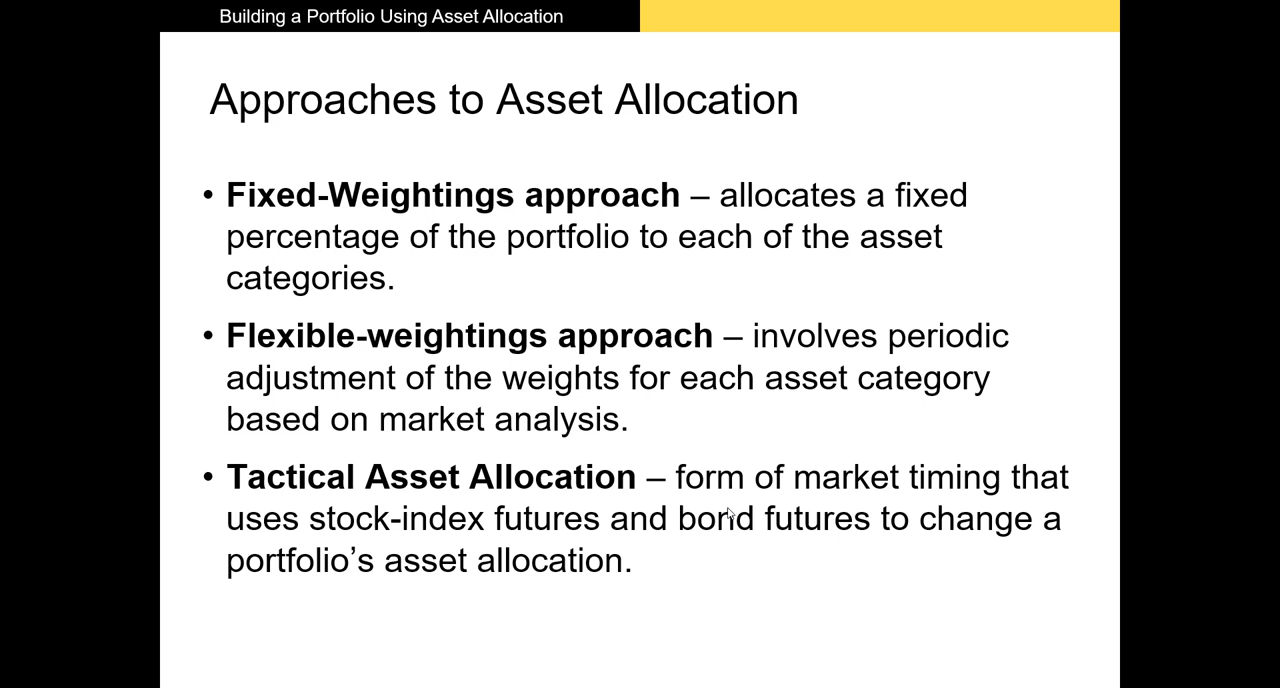 Building a Portfolio Using Asset Allocation
Approaches to Asset Allocation
• Fixed-Weightings approach – allocates a fixed
percentage of the portfolio to each of the asset
categories.
• Flexible-weightings approach – involves periodic
adjustment of the weights for each asset category
based on market analysis.
• Tactical Asset Allocation – form of market timing that
uses stock-index futures and bond futures to change a
portfolio’s asset allocation.